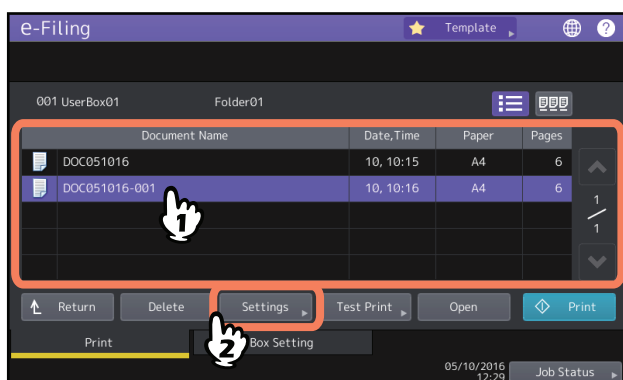 e-Filing Template ?
001 UserBox01 Folder01
Document Name Date,Time Paper Pages
DOC051016 10, 10:15 A4 6
DOC051016-001 10, 10:16 A4 6
1
1
1
Return Delete Settings Test Print Open Print
2
Print Box Setting
05/10/2016
12:29 Job Status